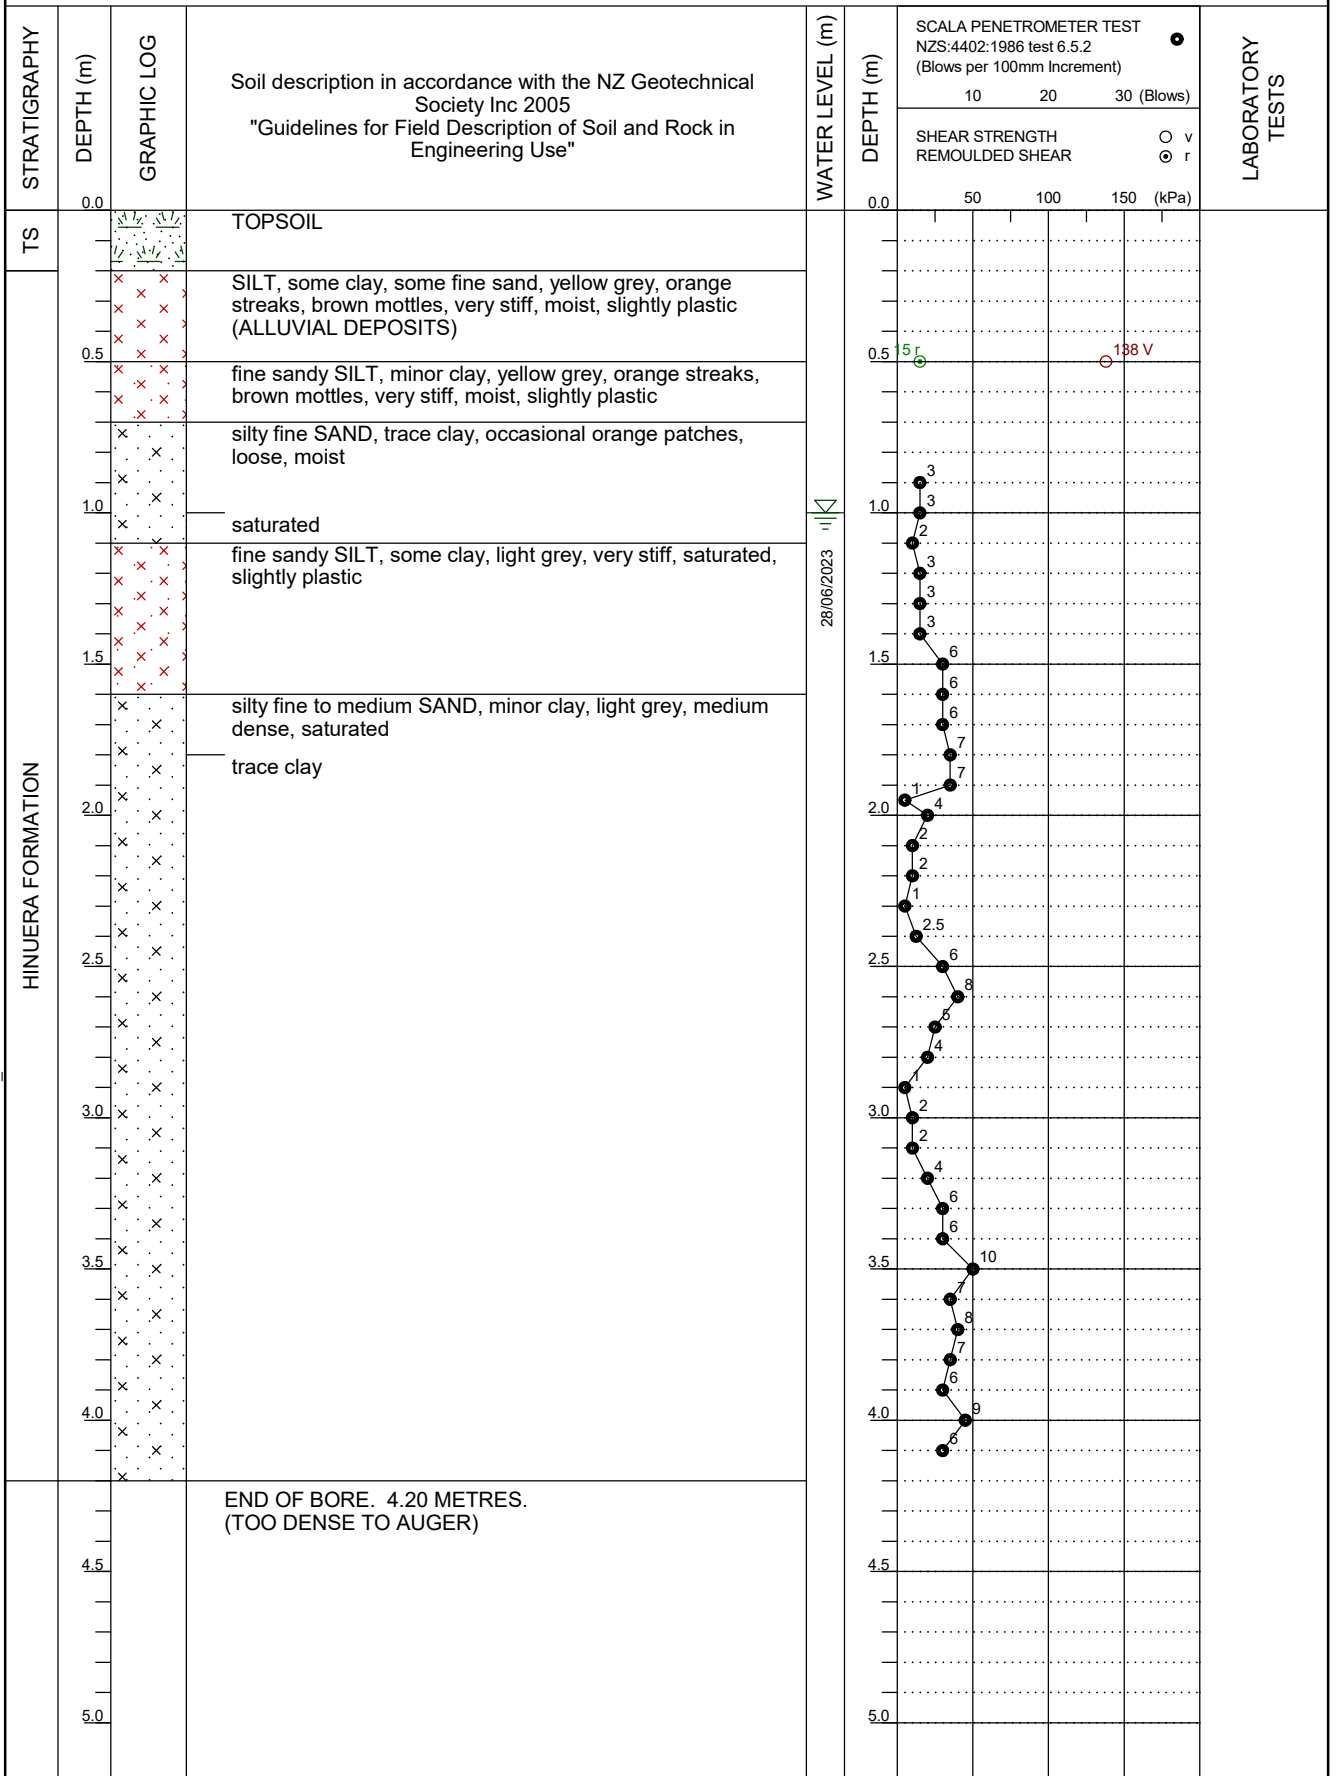 STRATIGRAPHY
DEPTH (m)
GRAPHIC LOG
Soil description in accordance with the NZ Geotechnical
Society Inc 2005
"Guidelines for Field Description of Soil and Rock in
Engineering Use"
WATER LEVEL (m)
DEPTH (m)
SCALA PENETROMETER TEST
NZS:4402:1986 test 6.5.2
(Blows per 100mm Increment)
10 20 30 (Blows)
SHEAR STRENGTH v
REMOULDED SHEAR r
50 100 150 (kPa)
LABORATORY
TESTS
0.0 0.0
TS
TOPSOIL
SILT, some clay, some fine sand, yellow grey, orange
streaks, brown mottles, very stiff, moist, slightly plastic
(ALLUVIAL DEPOSITS)
0.5 0.5 15 r 138 V
fine sandy SILT, minor clay, yellow grey, orange streaks,
brown mottles, very stiff, moist, slightly plastic
silty fine SAND, trace clay, occasional orange patches,
loose, moist
3
1.0 1.0 3
saturated
2
fine sandy SILT, some clay, light grey, very stiff, saturated,
slightly plastic
28/06/2023
3
3
3
1.5 1.5 6
6
silty fine to medium SAND, minor clay, light grey, medium
dense, saturated
6
7
trace clay
7
1
2.0 2.0 4
HINUERA FORMATION
2
2
1
2.5
2.5 2.5 6
8
5
4
1
3.0 3.0 2
2
4
6
6
3.5 3.5 10
7
8
7
6
4.0 4.0 9
6
END OF BORE. 4.20 METRES.
(TOO DENSE TO AUGER)
4.5 4.5
5.0 5.0